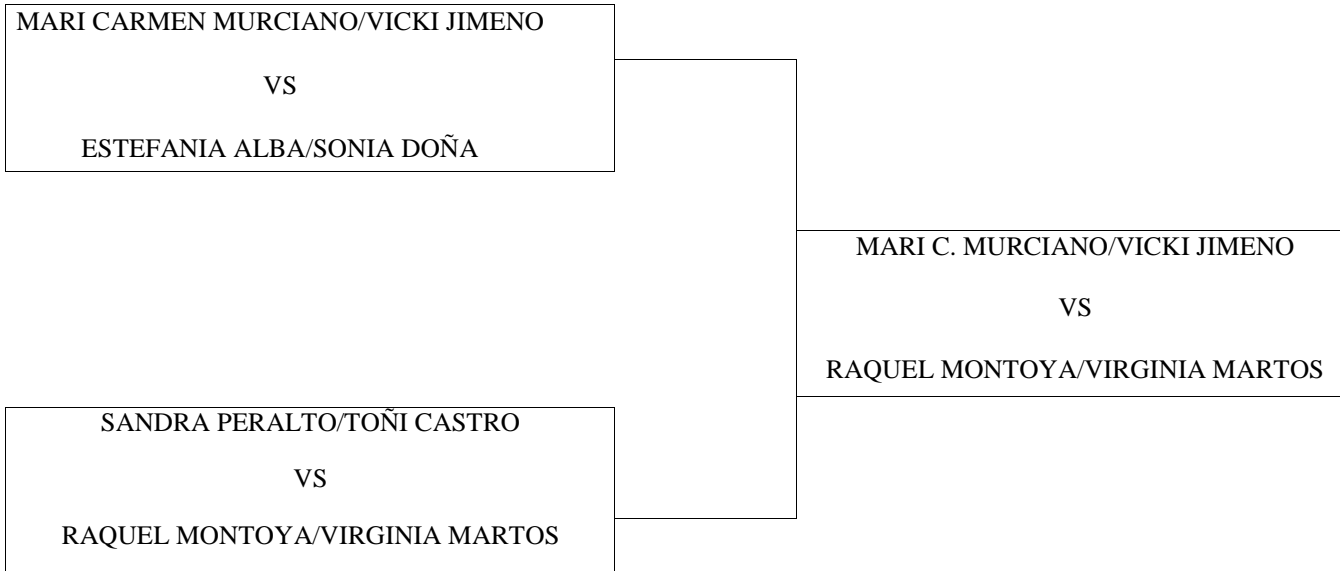 MARI CARMEN MURCIANO/VICKI JIMENO
VS
ESTEFANIA ALBA/SONIA DOÑA
MARI C. MURCIANO/VICKI JIMENO
VS
RAQUEL MONTOYA/VIRGINIA MARTOS
SANDRA PERALTO/TOÑI CASTRO
VS
RAQUEL MONTOYA/VIRGINIA MARTOS